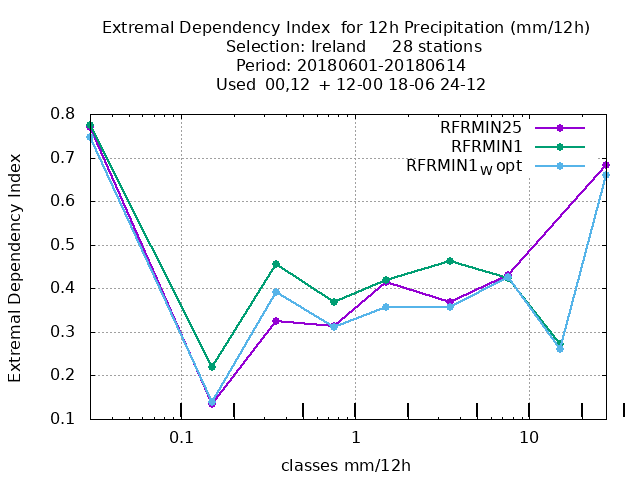 Extremal Dependency Index  for 12h Precipitation (mm/12h)
Selection: Ireland     28 stations
Period: 20180601-20180614
Used  00,12  + 12-00 18-06 24-12
RFRMIN25
RFRMIN1
RFRMIN1W opt
0.8
0.7
0.6
0.5
0.4
0.3
0.2
0.1
Extremal Dependency Index
0.1 1 10
classes mm/12h